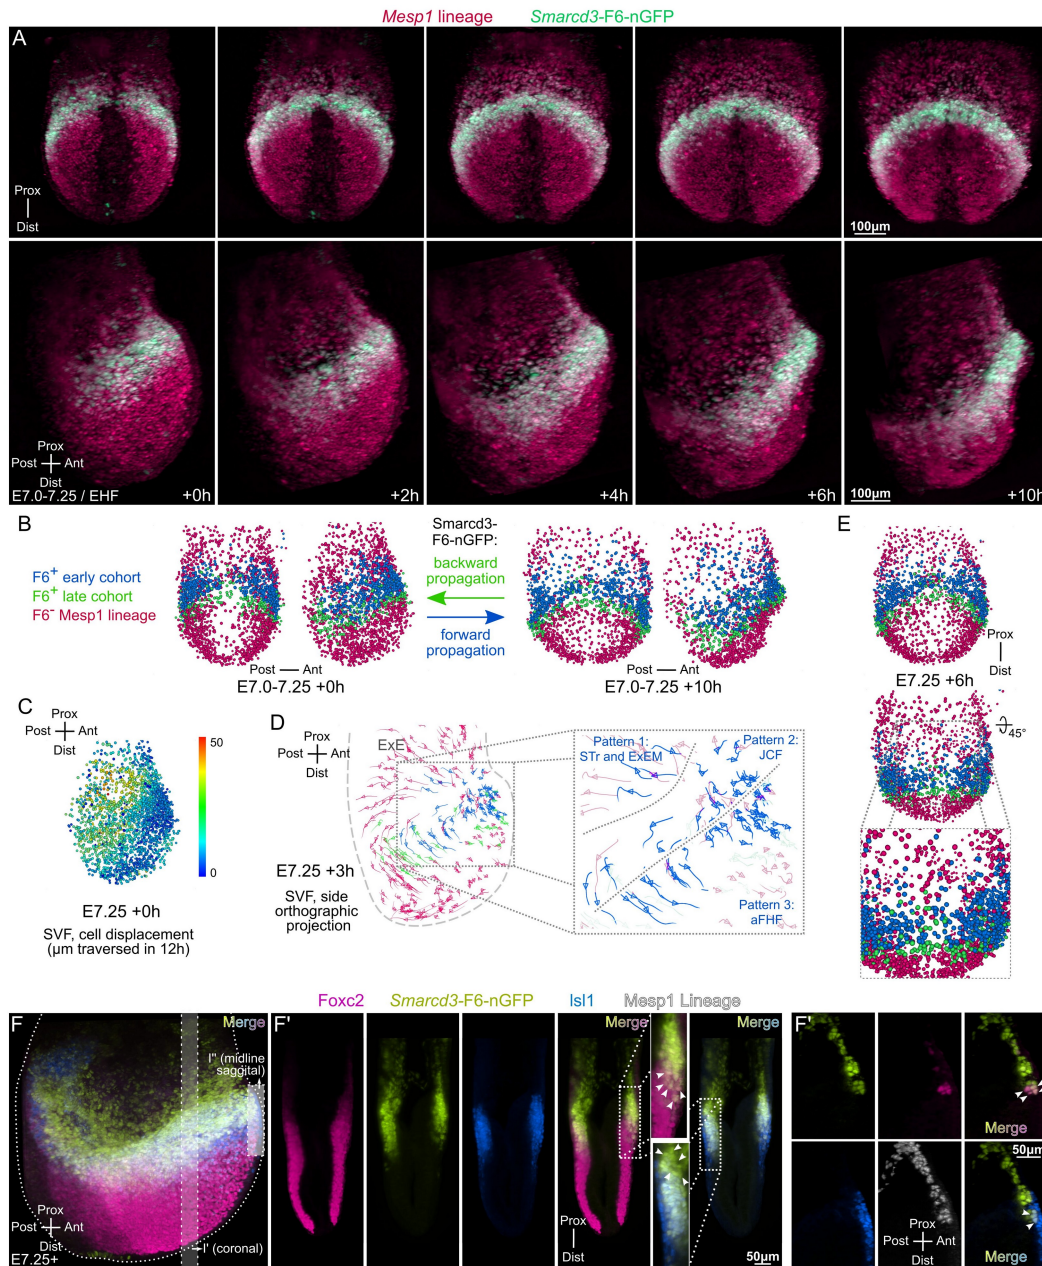 Mesp1 lineage Smarcd3-F6-nGFP
A
Prox
Dist
100µm
Prox
Post Ant
Dist
E7.0-7.25 / EHF
+0h
+2h
+4h
+6h
100µm
+10h
B
F6+ early cohort
F6+ late cohort
F6- Mesp1 lineage
Smarcd3-
F6-nGFP:
backward
propagation
forward
propagation
Post Ant
E7.0-7.25 +0h
Post Ant
E7.0-7.25 +10h
E
Prox
Dist
E7.25 +6h
45°
C
Prox
Post Ant
Dist
50
0
E7.25 +0h
SVF, cell displacement
(µm traversed in 12h)
D
Prox
Post Ant
Dist
ExE
E7.25 +3h
SVF, side
orthographic
projection
Pattern 1:
STr and ExEM
Pattern 2:
JCF
Pattern 3:
aFHF
Foxc2 Smarcd3-F6-nGFP Isl1 Mesp1 Lineage
F
Merge
I'' (midline
saggital)
Prox
Post Ant
Dist
I' (coronal)
E7.25+
F'
Merge
Prox
Dist
Merge
50µm
F'
Merge
50µm
Prox
Post Ant
Dist
Merge